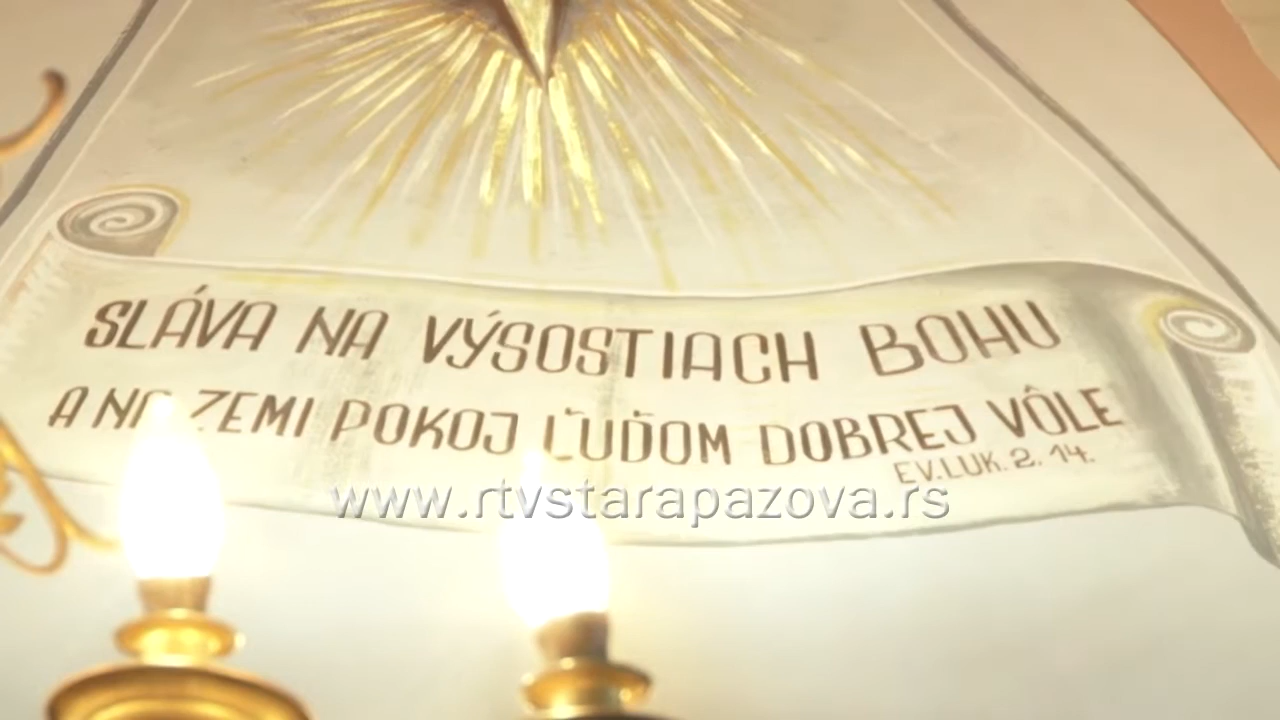 SLÁVA NA VÝSOSTIACH BOHU
A NA ZEMI POKOJ ĽUĎOM DOBREJ VÔLE
EV. LUK. 2. 14.
www.rtvstarapazova.rs